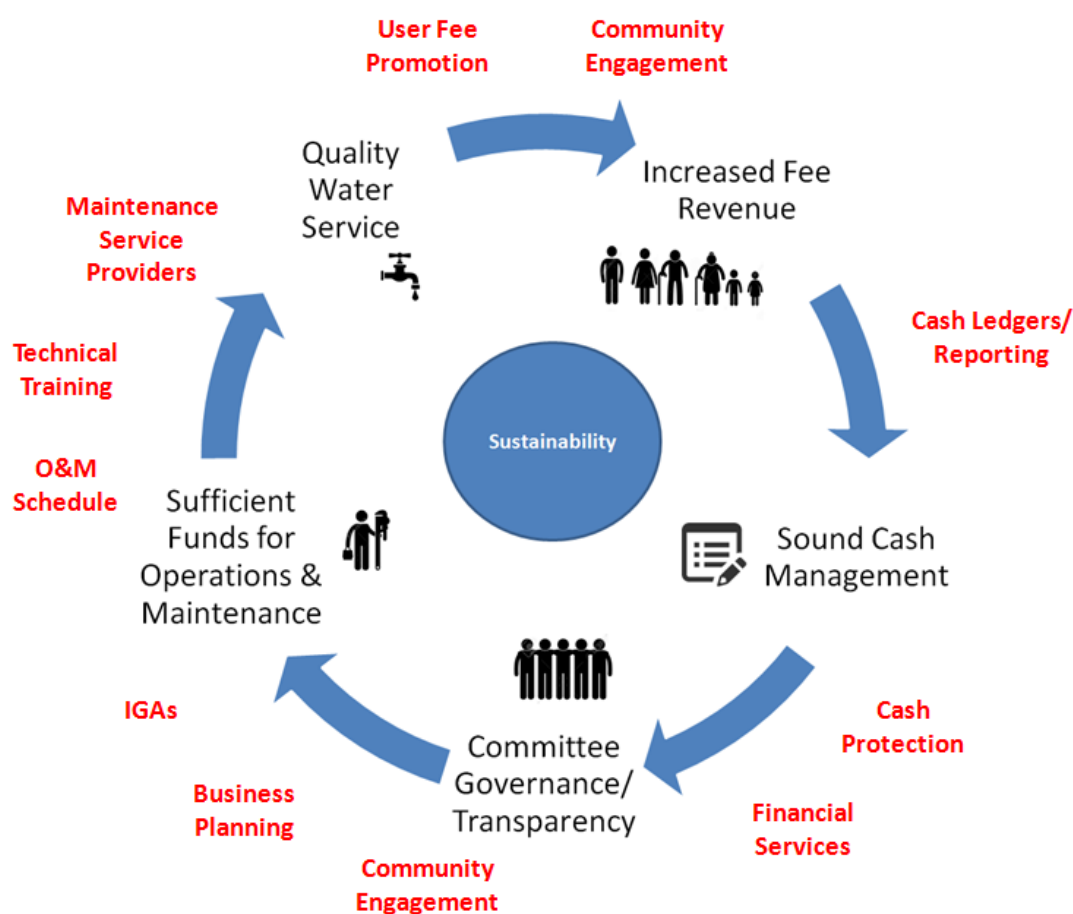 User Fee
Promotion
Community
Engagement
Quality
Water
Service
Increased Fee
Revenue
Maintenance
Service
Providers
Cash Ledgers/
Reporting
Technical
Training
Sustainability
O&M
Schedule
Sufficient
Funds for
Operations &
Maintenance
Sound Cash
Management
IGAs
Cash
Protection
Committee
Governance/
Transparency
Business
Planning
Financial
Services
Community
Engagement